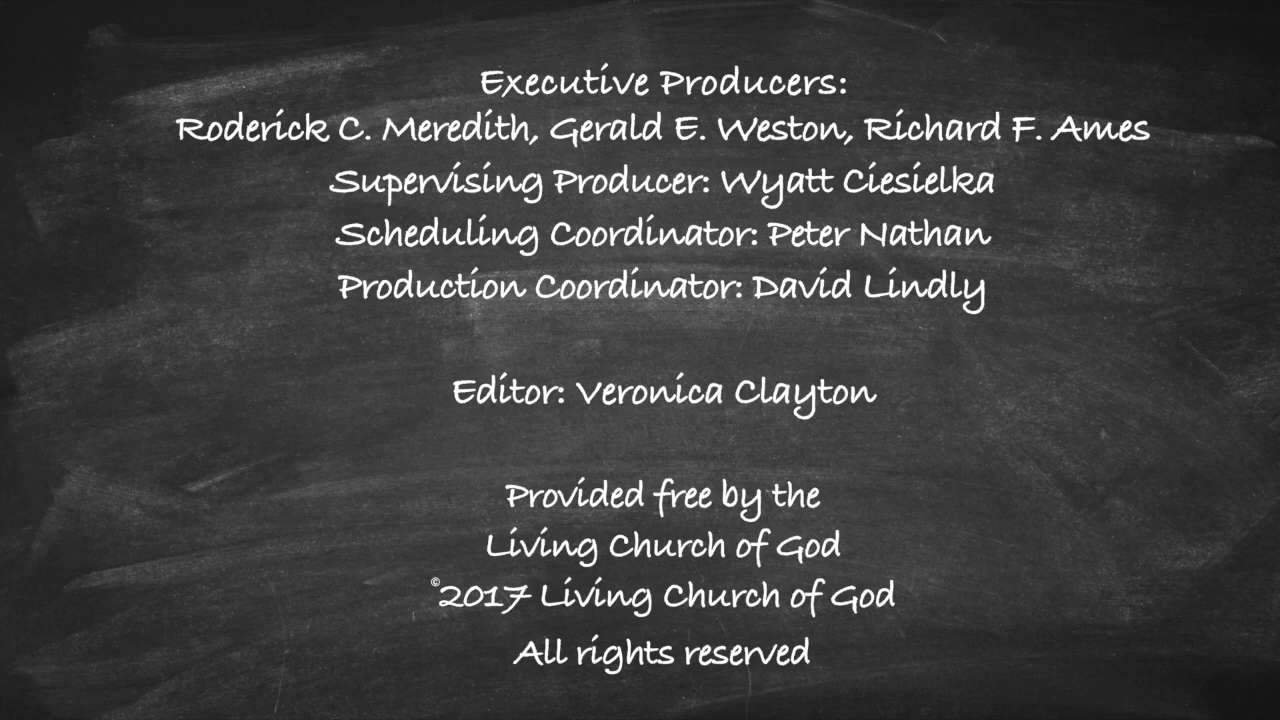 Executive Producers:
Roderick C. Meredith, Gerald E. Weston, Richard F. Ames
Supervising Producer: Wyatt Ciesielka
Scheduling Coordinator: Peter Nathan
Production Coordinator: David Lindly
Editor: Veronica Clayton
Provided free by the
Living Church of God
©2017 Living Church of God
All rights reserved